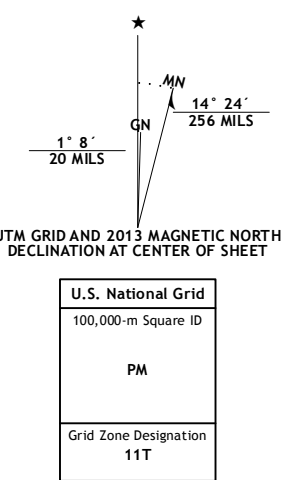 MN
GN
14° 24´
256 MILS
1° 8´
20 MILS
UTM GRID AND 2013 MAGNETIC NORTH
DECLINATION AT CENTER OF SHEET
U.S. National Grid
100,000-m Square ID
PM
Grid Zone Designation
11T